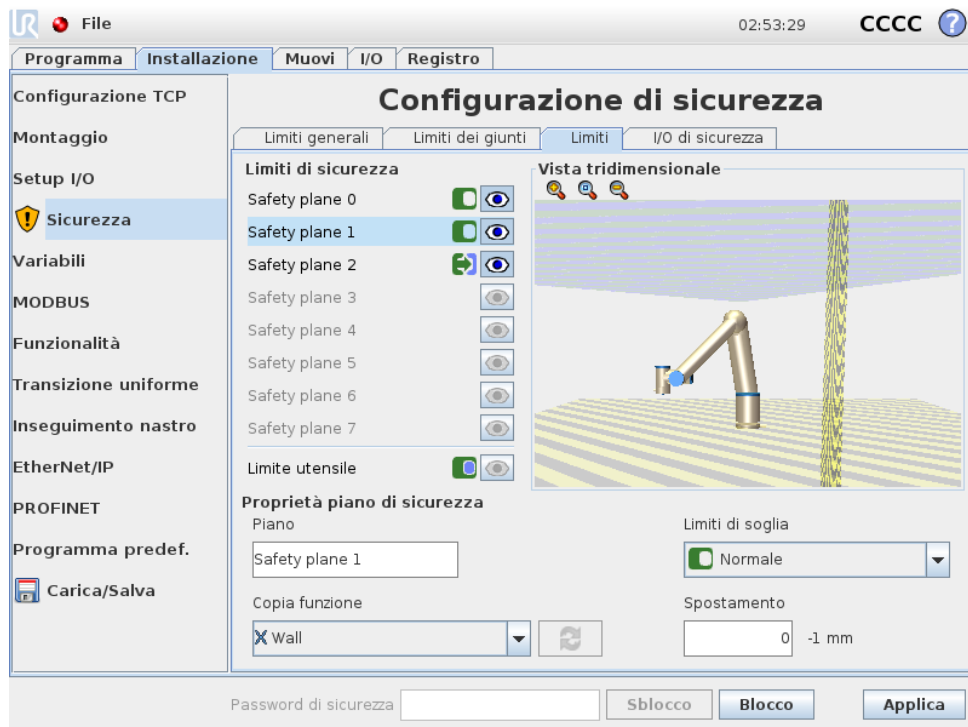 UR File 02:53:29 CCCC ?
Programma Installazione Muovi I/O Registro
Configurazione TCP
Montaggio
Setup I/O
Sicurezza
Variabili
MODBUS
Funzionalità
Transizione uniforme
Inseguimento nastro
EtherNet/IP
PROFINET
Programma predef.
Carica/Salva
Configurazione di sicurezza
Limiti generali Limiti dei giunti Limiti I/O di sicurezza
Limiti di sicurezza
Safety plane 0
Safety plane 1
Safety plane 2
Safety plane 3
Safety plane 4
Safety plane 5
Safety plane 6
Safety plane 7
Limite utensile
Vista tridimensionale
Proprietà piano di sicurezza
Piano
Safety plane 1
Limiti di soglia
Normale
Copia funzione
Wall
Spostamento
0 -1 mm
Password di sicurezza Sblocco Blocco Applica